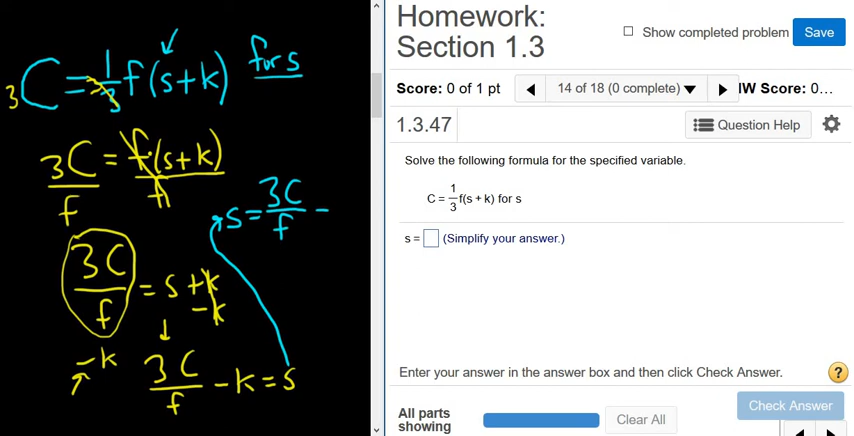 3C = 3 1/3 f(s+k) for s
3C/f = f·(s+k)/f
s = 3C/f −
3C/f = s + k
− k
− k
3C/f − k = s
Homework:
Section 1.3
Show completed problem
Save
Score: 0 of 1 pt
14 of 18 (0 complete)
IW Score: 0...
1.3.47
Question Help
Solve the following formula for the specified variable.
C = 1/3 f(s + k) for s
s = (Simplify your answer.)
Enter your answer in the answer box and then click Check Answer.
?
All parts
showing
Clear All
Check Answer